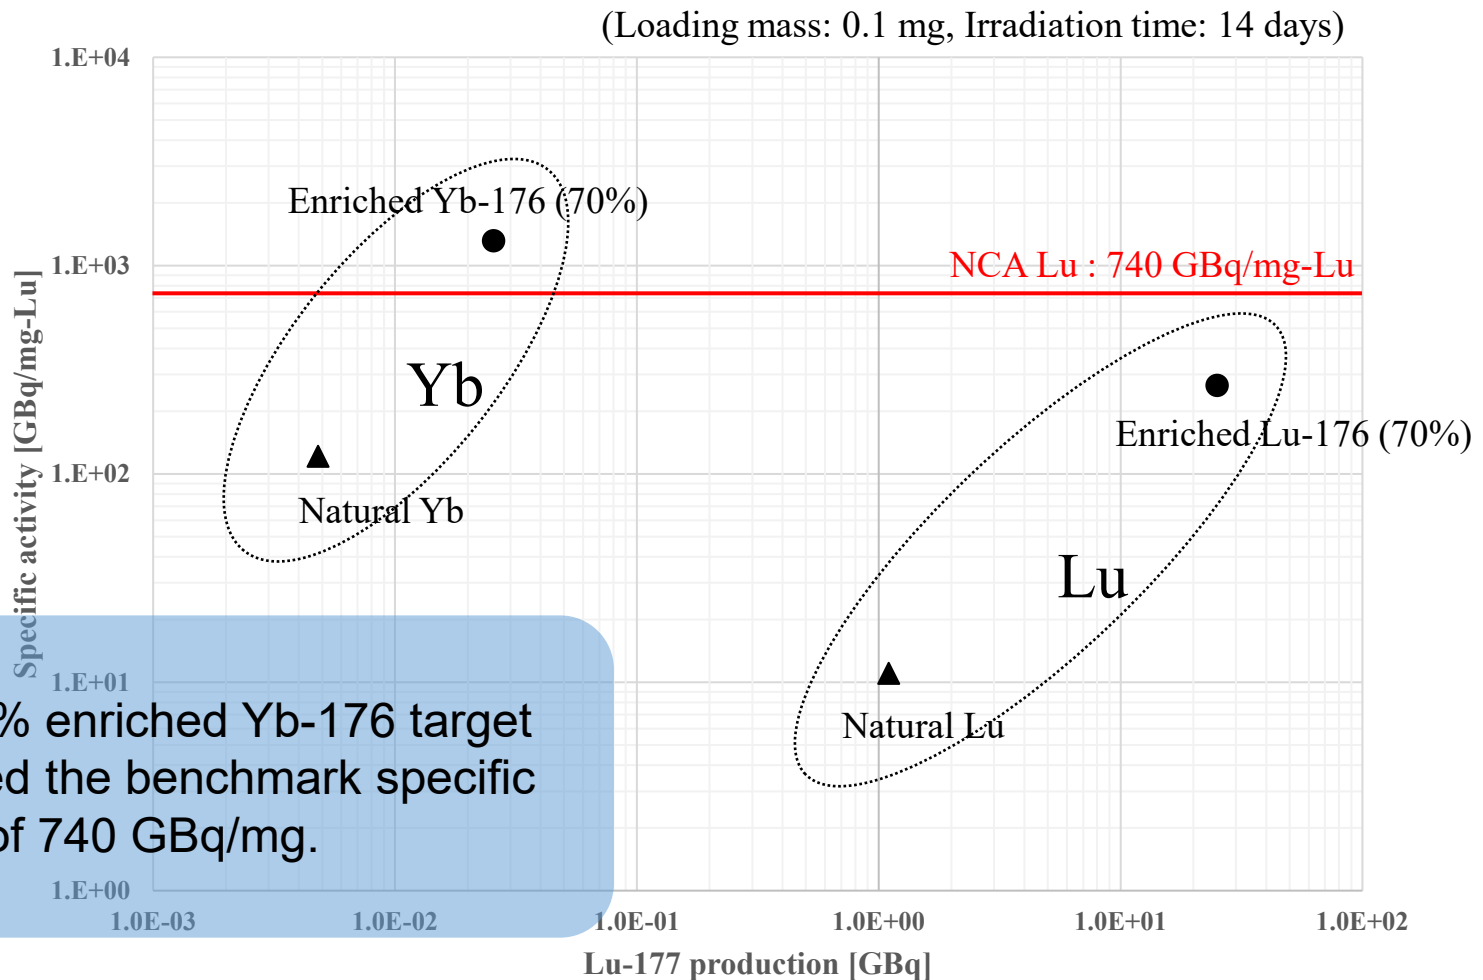 (Loading mass: 0.1 mg, Irradiation time: 14 days)
1.E+04
Enriched Yb-176 (70%)
1.E+03
NCA Lu : 740 GBq/mg-Lu
Yb
Enriched Lu-176 (70%)
1.E+02
Natural Yb
Lu
Specific activity [GBq/mg-Lu]
1.E+01
Natural Lu
% enriched Yb-176 target
ed the benchmark specific
of 740 GBq/mg.
1.E+00
1.0E-03
1.0E-02
1.0E-01
1.0E+00
1.0E+01
1.0E+02
Lu-177 production [GBq]